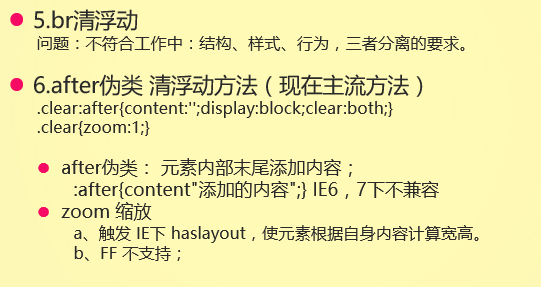 5.br清浮动
问题：不符合工作中：结构、样式、行为，三者分离的要求。
6.after伪类 清浮动方法（现在主流方法）
.clear:after{content:'';display:block;clear:both;}
.clear{zoom:1;}
after伪类： 元素内部末尾添加内容；
:after{content"添加的内容";} IE6，7下不兼容
zoom 缩放
a、触发 IE下 haslayout，使元素根据自身内容计算宽高。
b、FF 不支持；